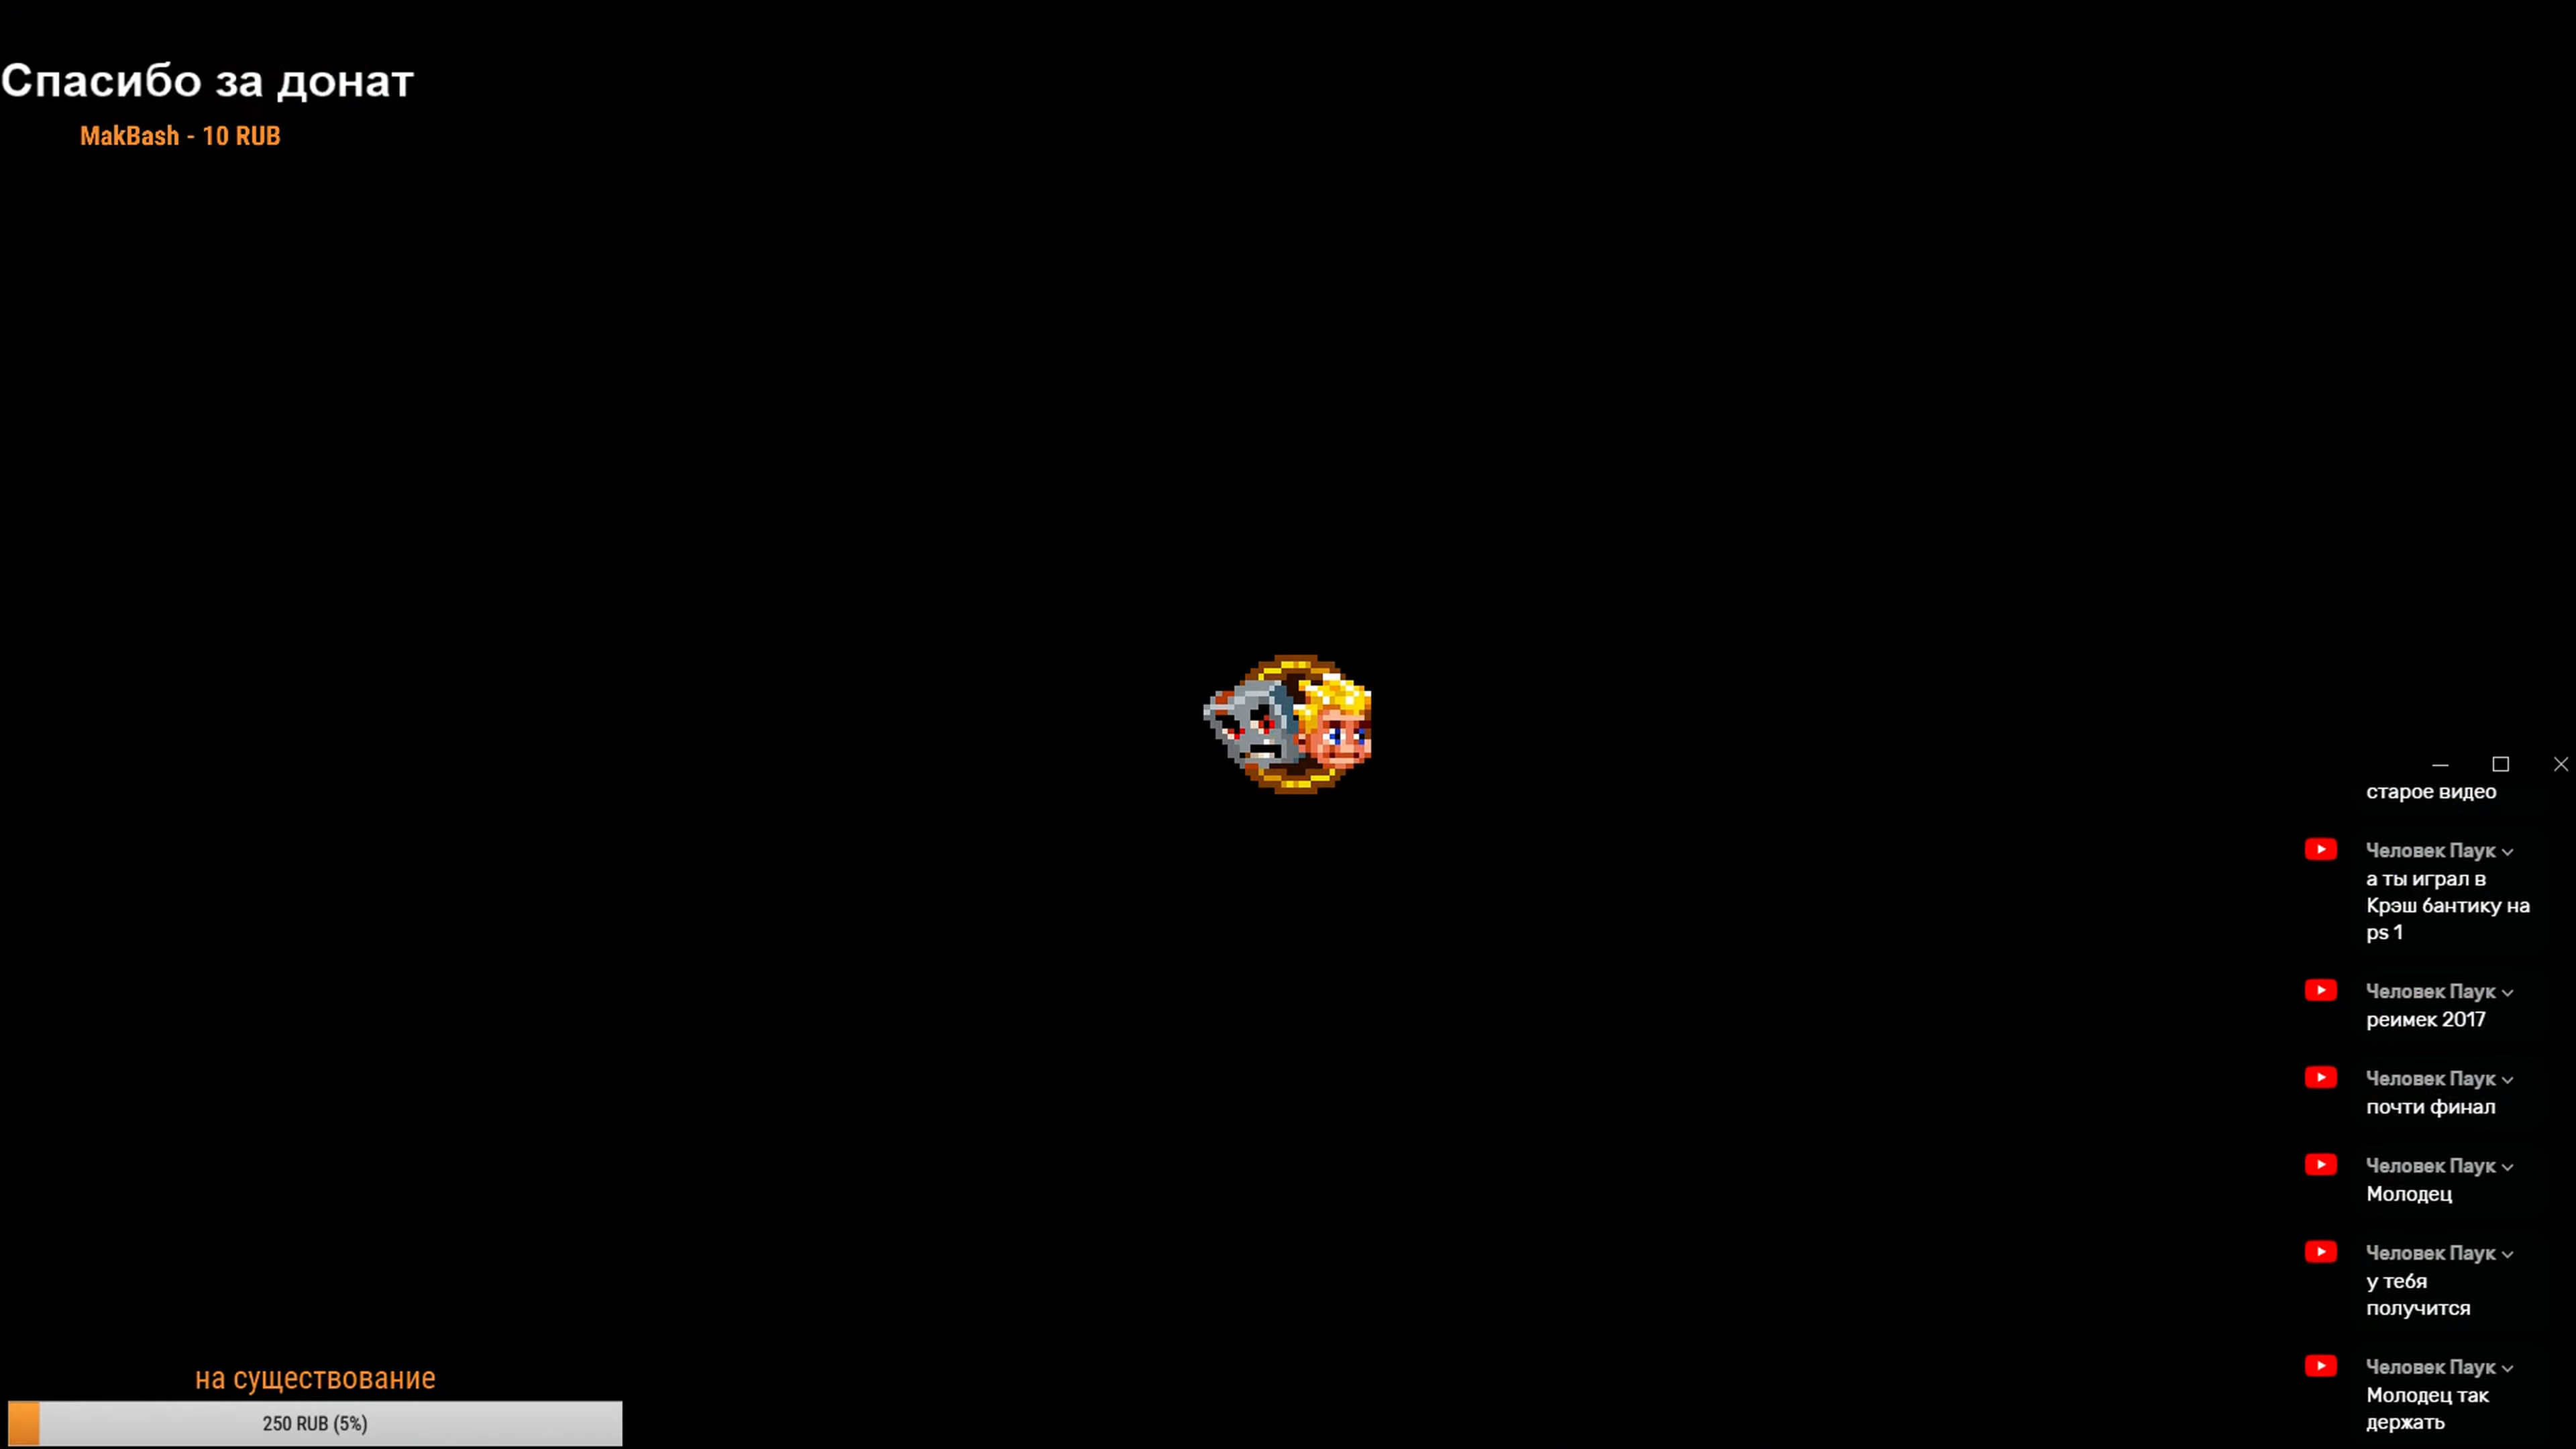 Спасибо за донат
MakBash - 10 RUB
старое видео
Человек Паук
а ты играл в
Крэш бантику на
ps 1
Человек Паук
реимек 2017
Человек Паук
почти финал
Человек Паук
Молодец
Человек Паук
у тебя
получится
Человек Паук
Молодец так
держать
на существование
250 RUB (5%)